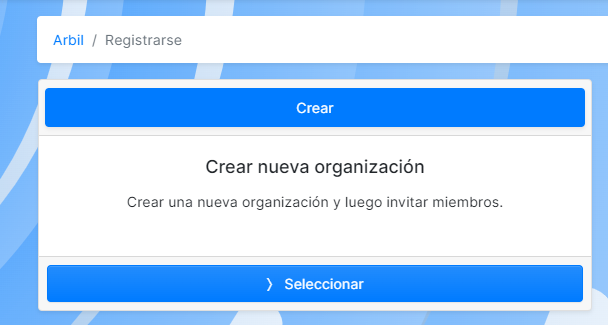 Arbil / Registrarse
Crear
Crear nueva organización
Crear una nueva organización y luego invitar miembros.
⟩ Seleccionar